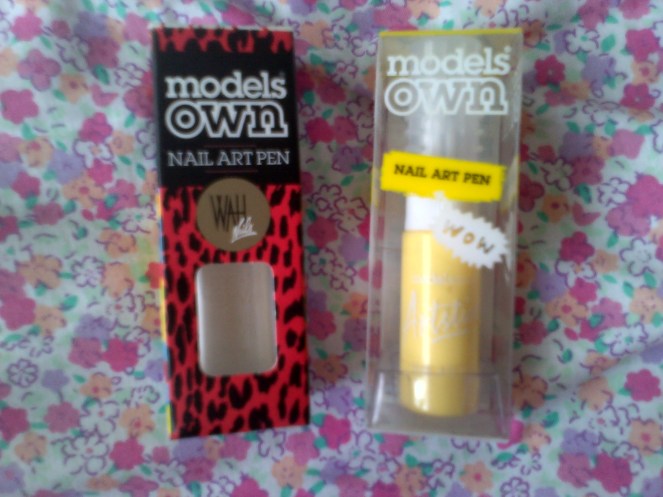 models
own
NAIL ART PEN
WAH
models
own
NAIL ART PEN
WOW